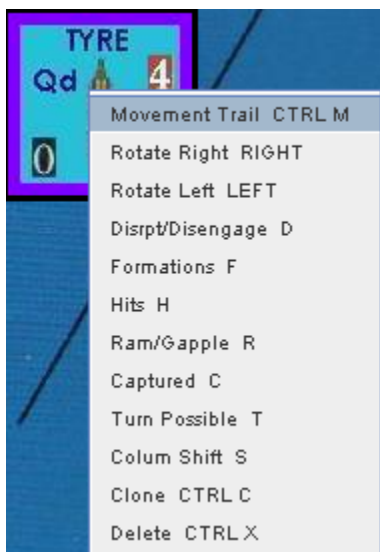 TYRE
Qd 4
0
Movement Trail CTRL M
Rotate Right RIGHT
Rotate Left LEFT
Disrpt/Disengage D
Formations F
Hits H
Ram/Gapple R
Captured C
Turn Possible T
Colum Shift S
Clone CTRL C
Delete CTRL X